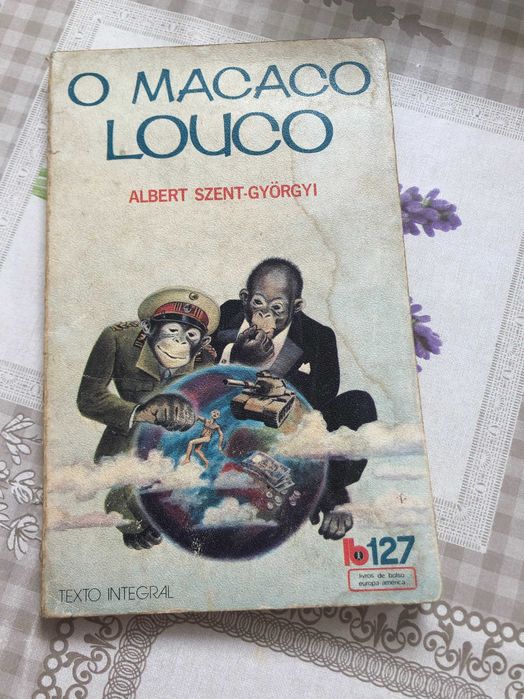 O MACACO
LOUCO
ALBERT SZENT-GYÖRGYI
b127
livros de bolso
europa-américa
TEXTO INTEGRAL